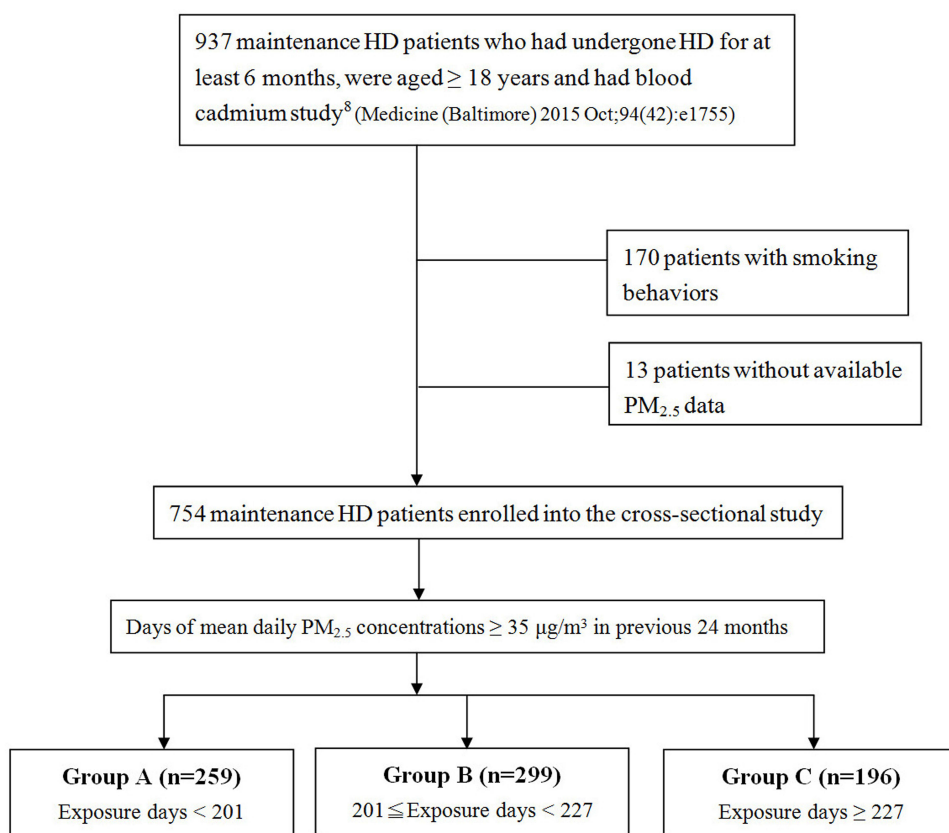 937 maintenance HD patients who had undergone HD for at
least 6 months, were aged ≥ 18 years and had blood
cadmium study⁸ (Medicine (Baltimore) 2015 Oct;94(42):e1755)
170 patients with smoking
behaviors
13 patients without available
PM₂.₅ data
754 maintenance HD patients enrolled into the cross-sectional study
Days of mean daily PM₂.₅ concentrations ≥ 35 μg/m³ in previous 24 months
Group A (n=259)
Exposure days < 201
Group B (n=299)
201≦Exposure days < 227
Group C (n=196)
Exposure days ≥ 227